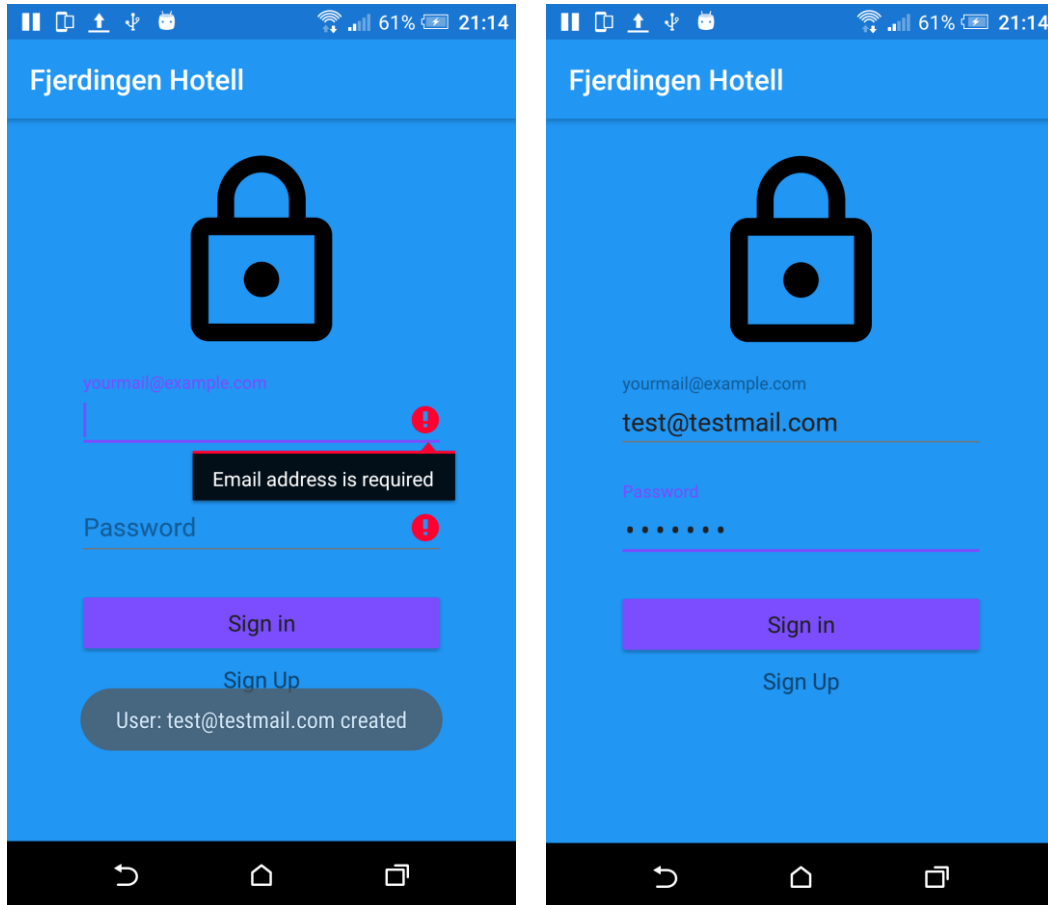 61% 21:14
Fjerdingen Hotell
yourmail@example.com
Email address is required
Password
Sign in
Sign Up
User: test@testmail.com created
61% 21:14
Fjerdingen Hotell
yourmail@example.com
test@testmail.com
Password
•••••••
Sign in
Sign Up